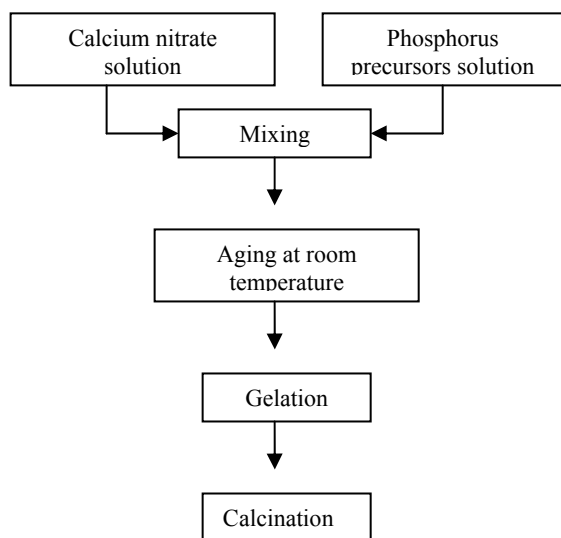 Calcium nitrate
solution
Phosphorus
precursors solution
Mixing
Aging at room
temperature
Gelation
Calcination